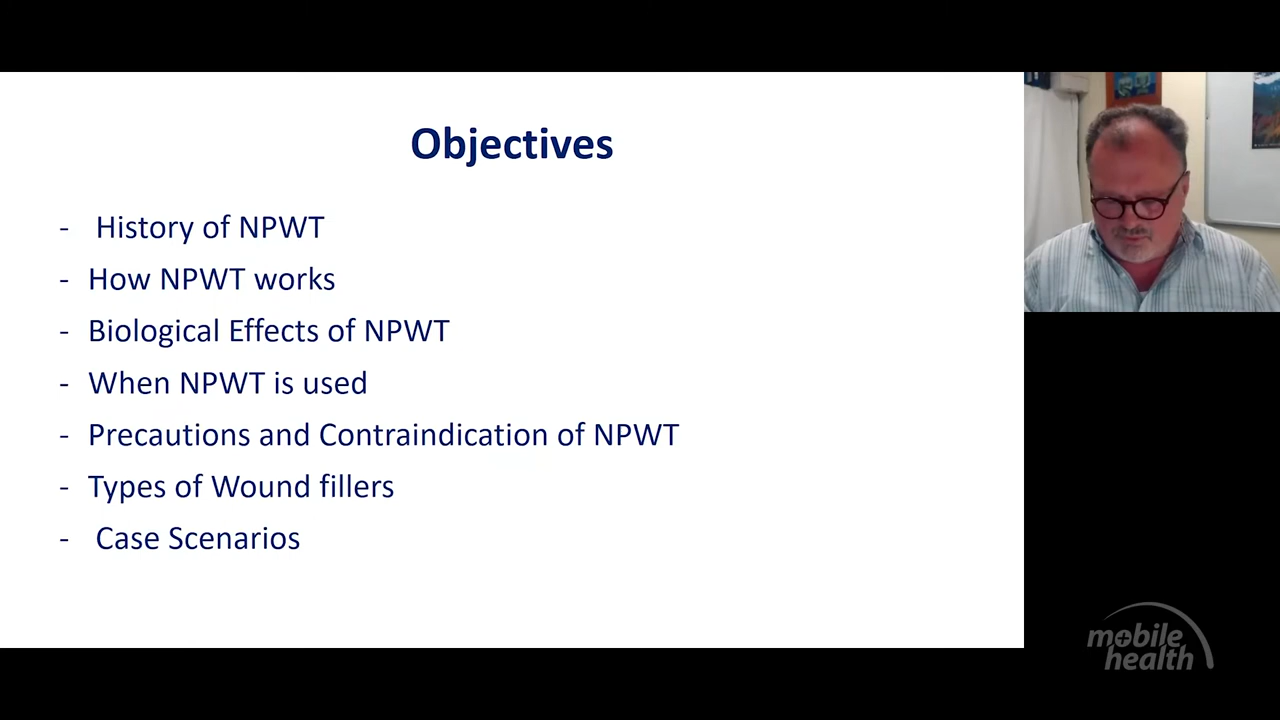 Objectives
- History of NPWT
- How NPWT works
- Biological Effects of NPWT
- When NPWT is used
- Precautions and Contraindication of NPWT
- Types of Wound fillers
- Case Scenarios
mobile
health